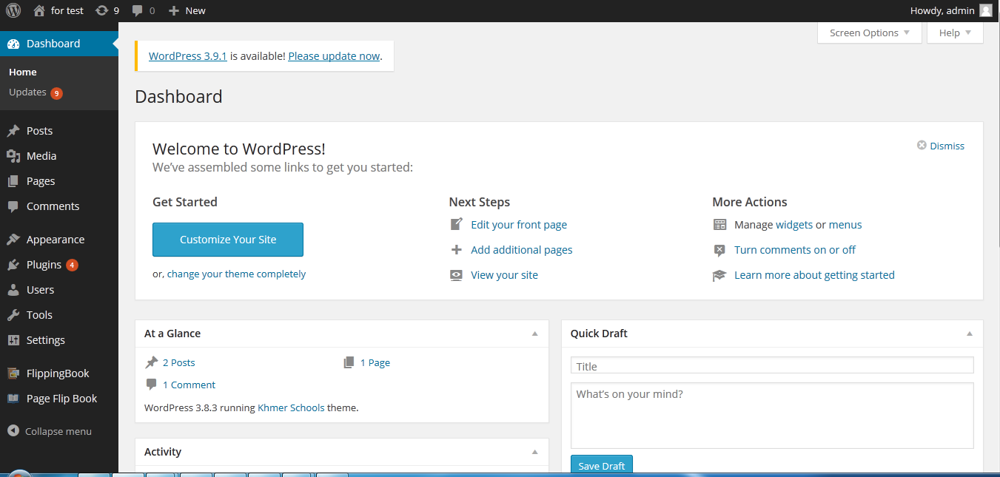 for test 9 0 New Howdy, admin
Screen Options Help
Dashboard
Home
Updates 9
Posts
Media
Pages
Comments
Appearance
Plugins 4
Users
Tools
Settings
FlippingBook
Page Flip Book
Collapse menu
WordPress 3.9.1 is available! Please update now.
Dashboard
Welcome to WordPress!
Dismiss
We’ve assembled some links to get you started:
Get Started
Customize Your Site
or, change your theme completely
Next Steps
Edit your front page
Add additional pages
View your site
More Actions
Manage widgets or menus
Turn comments on or off
Learn more about getting started
At a Glance
2 Posts 1 Page
1 Comment
WordPress 3.8.3 running Khmer Schools theme.
Activity
Quick Draft
Title
What’s on your mind?
Save Draft